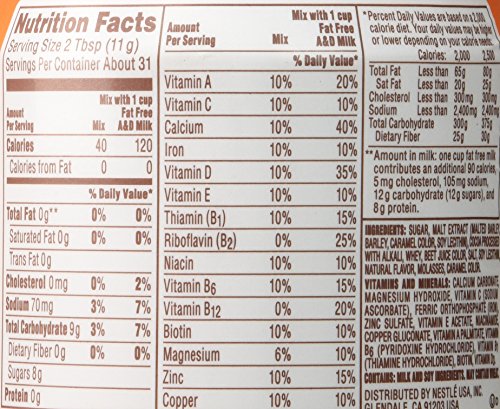 Nutrition Facts
Serving Size 2 Tbsp (11g)
Servings Per Container About 31
Amount Per Serving Mix Mix with 1 cup Fat Free A&D Milk
Calories 40 120
Calories from Fat 0 0
% Daily Value*
Total Fat 0g** 0% 0%
Saturated Fat 0g 0% 0%
Trans Fat 0g
Cholesterol 0mg 0% 2%
Sodium 70mg 3% 7%
Total Carbohydrate 9g 3% 7%
Dietary Fiber 0g 0% 0%
Sugars 8g
Protein 0g
Amount Per Serving Mix Mix with 1 cup Fat Free A&D Milk
% Daily Value*
Vitamin A 10% 20%
Vitamin C 10% 10%
Calcium 10% 40%
Iron 10% 10%
Vitamin D 10% 35%
Vitamin E 10% 10%
Thiamin (B1) 10% 15%
Riboflavin (B2) 0% 25%
Niacin 10% 10%
Vitamin B6 10% 15%
Vitamin B12 0% 20%
Biotin 10% 10%
Magnesium 6% 10%
Zinc 10% 15%
Copper 10% 10%
*Percent Daily Values are based on a 2,000
calorie diet. Your daily values may be higher
or lower depending on your calorie needs.
Calories: 2,000 2,500
Total Fat Less than 65g 80g
Sat Fat Less than 20g 25g
Cholesterol Less than 300mg 300mg
Sodium Less than 2,400mg 2,400mg
Total Carbohydrate 300g 375g
Dietary Fiber 25g 30g
**Amount in milk: one cup fat free milk
contributes an additional 90 calories,
5mg cholesterol, 105mg sodium,
12g carbohydrate (12g sugars), and
8g protein.
INGREDIENTS: SUGAR, MALT EXTRACT (MALTED BARLEY,
BARLEY, CARAMEL COLOR, SOY LECITHIN), COCOA PROCESSED
WITH ALKALI, WHEY, BEET JUICE COLOR, SALT, SOY LECITHIN,
NATURAL FLAVOR, MOLASSES, CARAMEL COLOR.
VITAMINS AND MINERALS: CALCIUM CARBONATE,
MAGNESIUM HYDROXIDE, VITAMIN C (SODIUM
ASCORBATE), FERRIC ORTHOPHOSPHATE
ZINC SULFATE, VITAMIN E ACETATE,
COPPER GLUCONATE, VITAMIN A PALMITATE, VITAMIN
B6 (PYRIDOXINE HYDROCHLORIDE), VITAMIN B1
(THIAMINE HYDROCHLORIDE), BIOTIN, VITAMIN
CONTAINS: MILK AND SOY INGREDIENTS. MAY CONTAIN
DISTRIBUTED BY NESTLÉ USA, INC.,
GLENDALE, CA 91203 USA